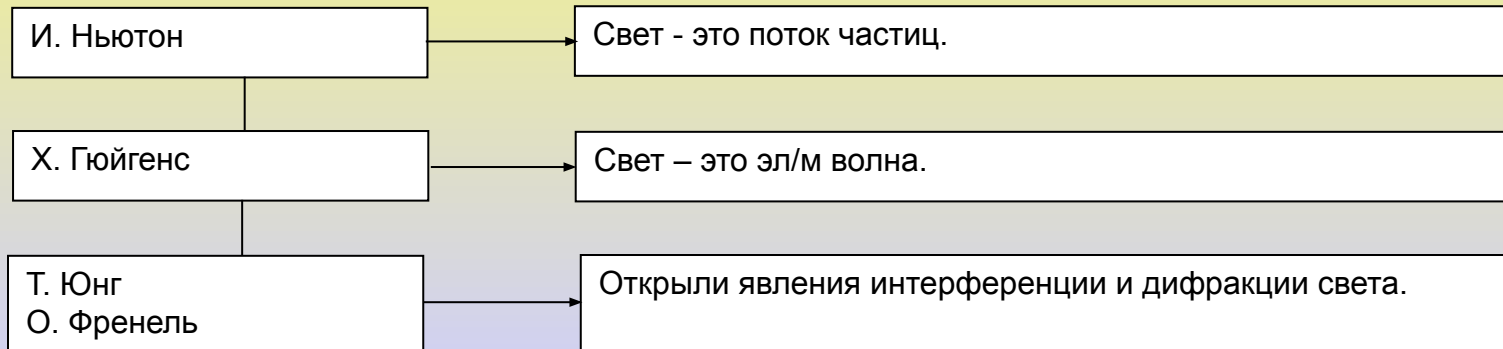 И. Ньютон
Свет - это поток частиц.
Х. Гюйгенс
Свет – это эл/м волна.
Т. Юнг
О. Френель
Открыли явления интерференции и дифракции света.